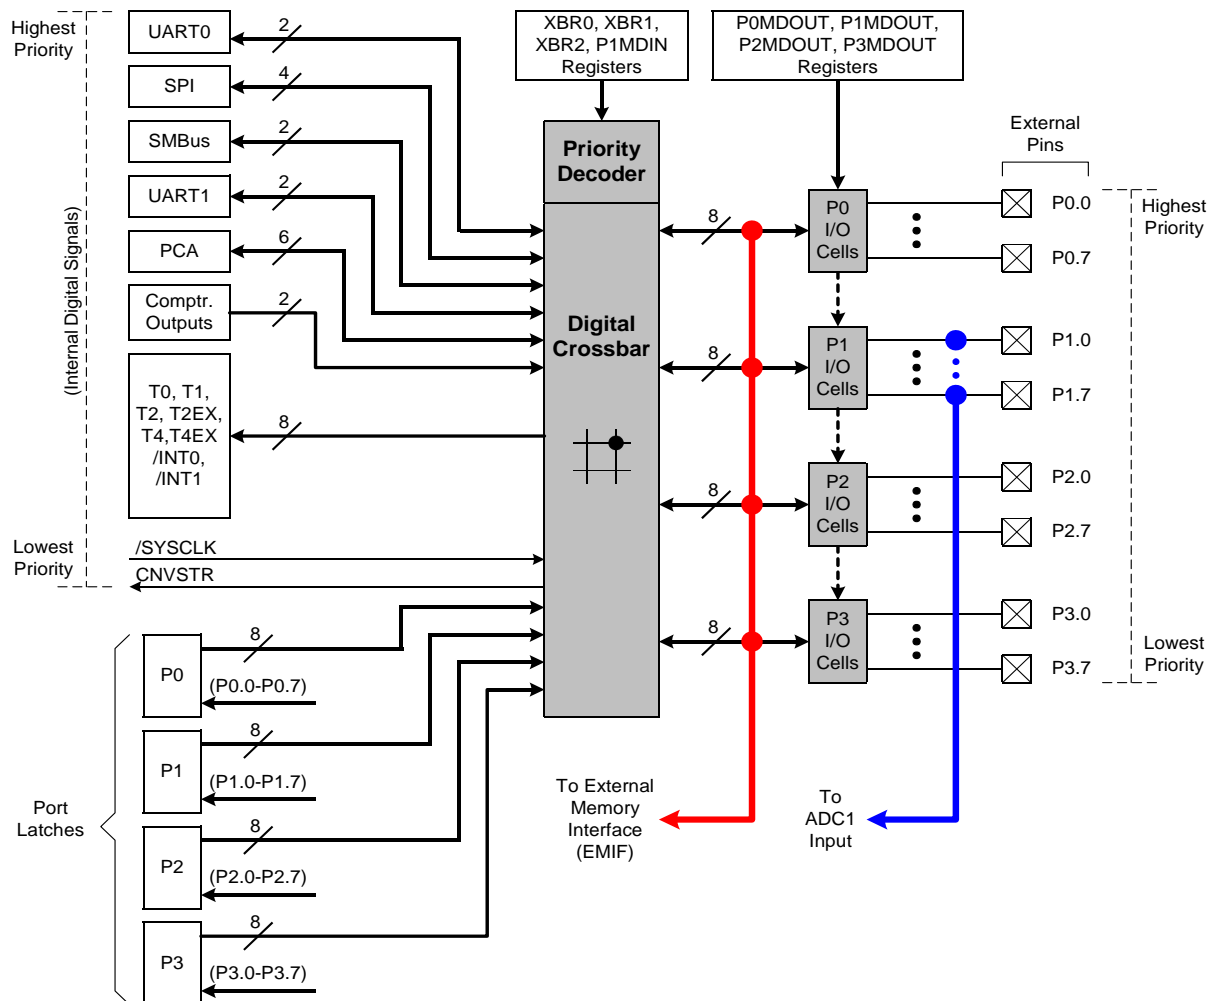 Highest
Priority
UART0
2
SPI
4
SMBus
2
UART1
2
PCA
6
Comptr.
Outputs
2
T0, T1,
T2, T2EX,
T4,T4EX
/INT0,
/INT1
8
(Internal Digital Signals)
Lowest
Priority
/SYSCLK
CNVSTR
XBR0, XBR1,
XBR2, P1MDIN
Registers
P0MDOUT, P1MDOUT,
P2MDOUT, P3MDOUT
Registers
Priority
Decoder
Digital
Crossbar
8
8
8
8
P0
I/O
Cells
P1
I/O
Cells
P2
I/O
Cells
P3
I/O
Cells
External
Pins
P0.0
P0.7
P1.0
P1.7
P2.0
P2.7
P3.0
P3.7
Highest
Priority
Lowest
Priority
Port
Latches
P0
8
(P0.0-P0.7)
P1
8
(P1.0-P1.7)
P2
8
(P2.0-P2.7)
P3
8
(P3.0-P3.7)
To External
Memory
Interface
(EMIF)
To
ADC1
Input